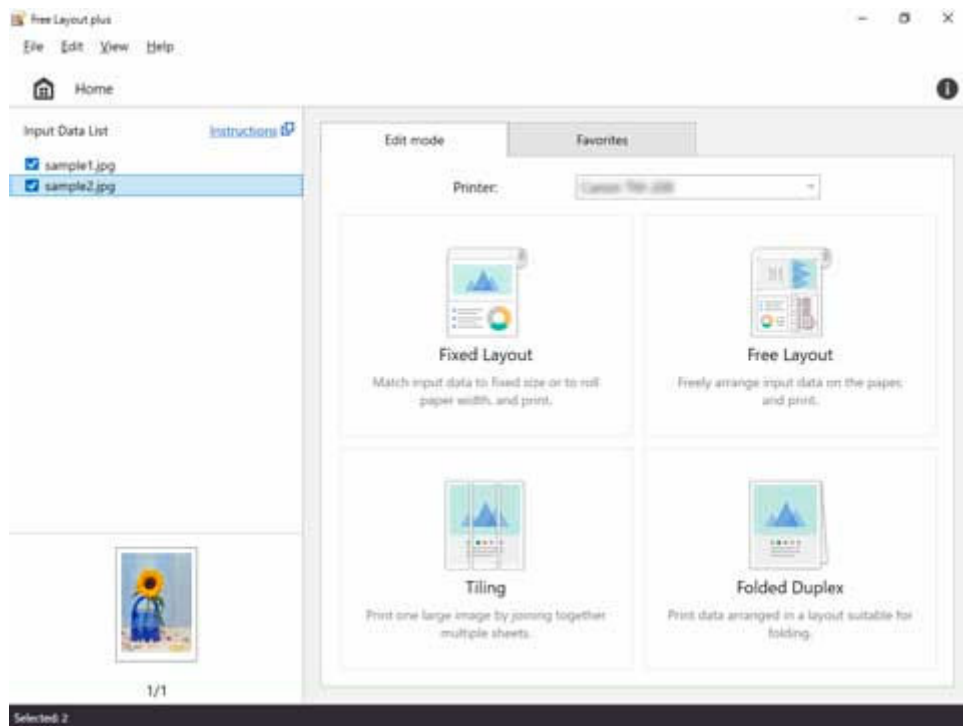 Free Layout plus
File Edit View Help
Home
Input Data List Instructions
sample1.jpg
sample2.jpg
Edit mode Favorites
Printer:
Fixed Layout
Match input data to fixed size or to roll
paper width, and print.
Free Layout
Freely arrange input data on the paper,
and print.
Tiling
Print one large image by joining together
multiple sheets.
Folded Duplex
Print data arranged in a layout suitable for
folding.
1/1
Selected: 2